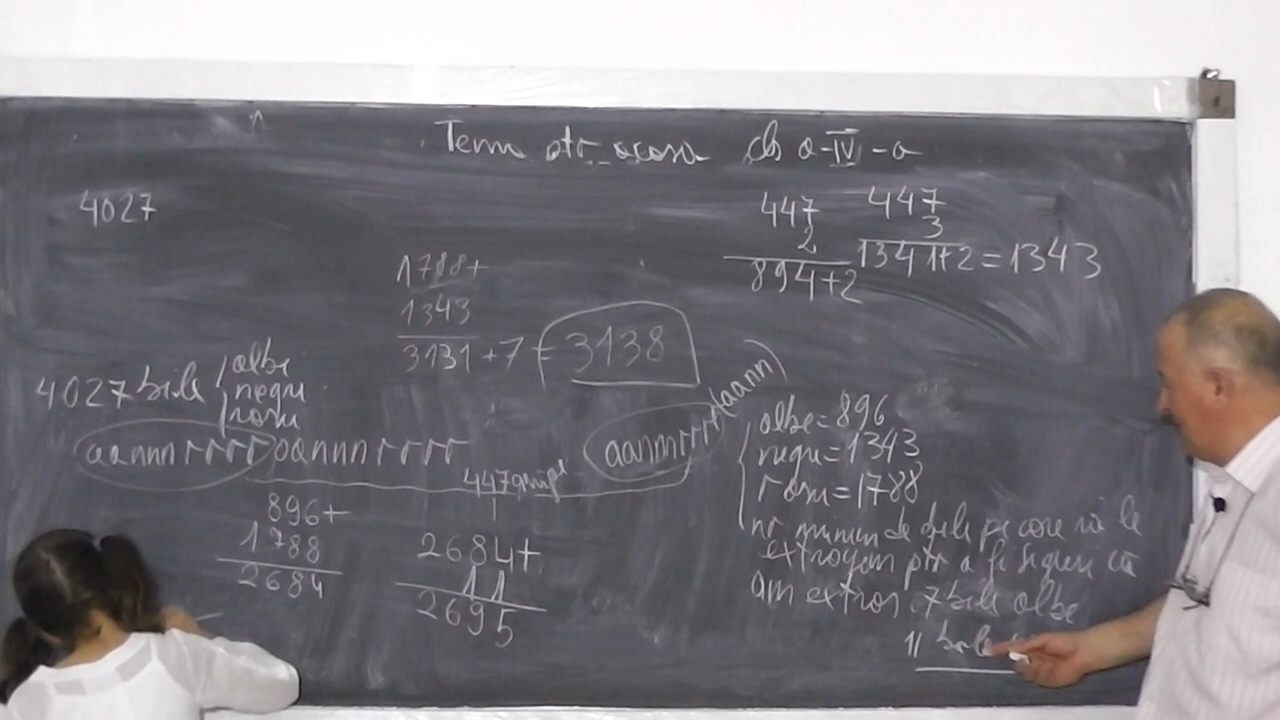 Tema ptr acasa cls a-IV-a
4027
447
2
894+2
447
3
1341+2=1343
1788+
1343
3131+7=3138
4027 bile albe
negre
rosii
aannnrrrraannnrrrr
aannnrrrr(aann)
447 grupe
896+
1788
2684
2684+
11
2695
albe=896
negre=1343
rosii=1788
nr minim de bile pe care să le
extragem ptr a fi siguri că
am extras. 7 bile albe
11 bile